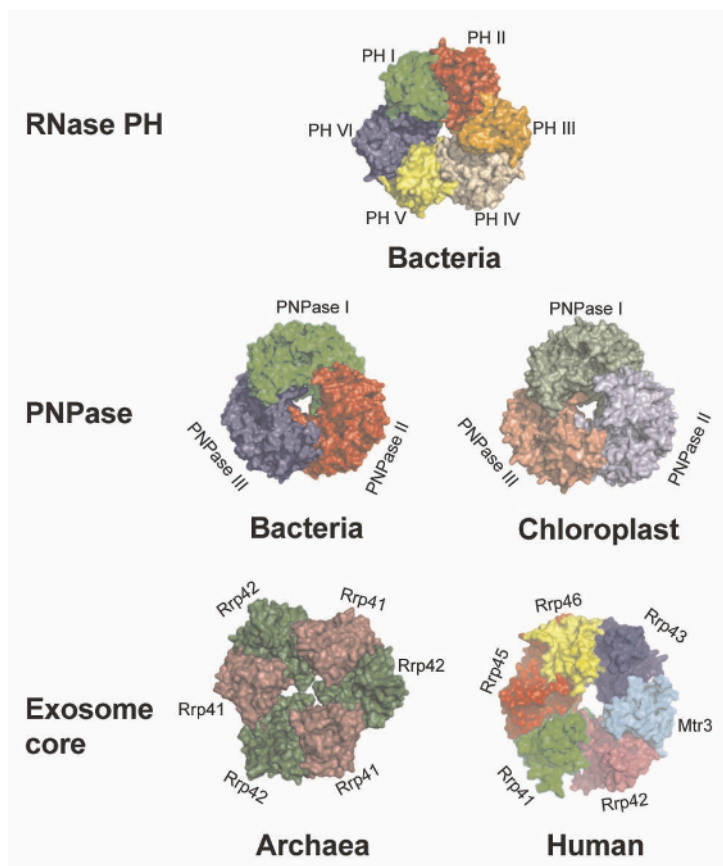 PH II
PH I
RNase PH
PH VI
PH III
PH V
PH IV
Bacteria
PNPase I
PNPase I
PNPase
PNPase III
PNPase II
PNPase III
PNPase II
Bacteria
Chloroplast
Rrp42
Rrp41
Rrp46
Rrp43
Rrp45
Rrp42
Exosome
core
Rrp41
Mtr3
Rrp42
Rrp41
Rrp41
Rrp42
Archaea
Human